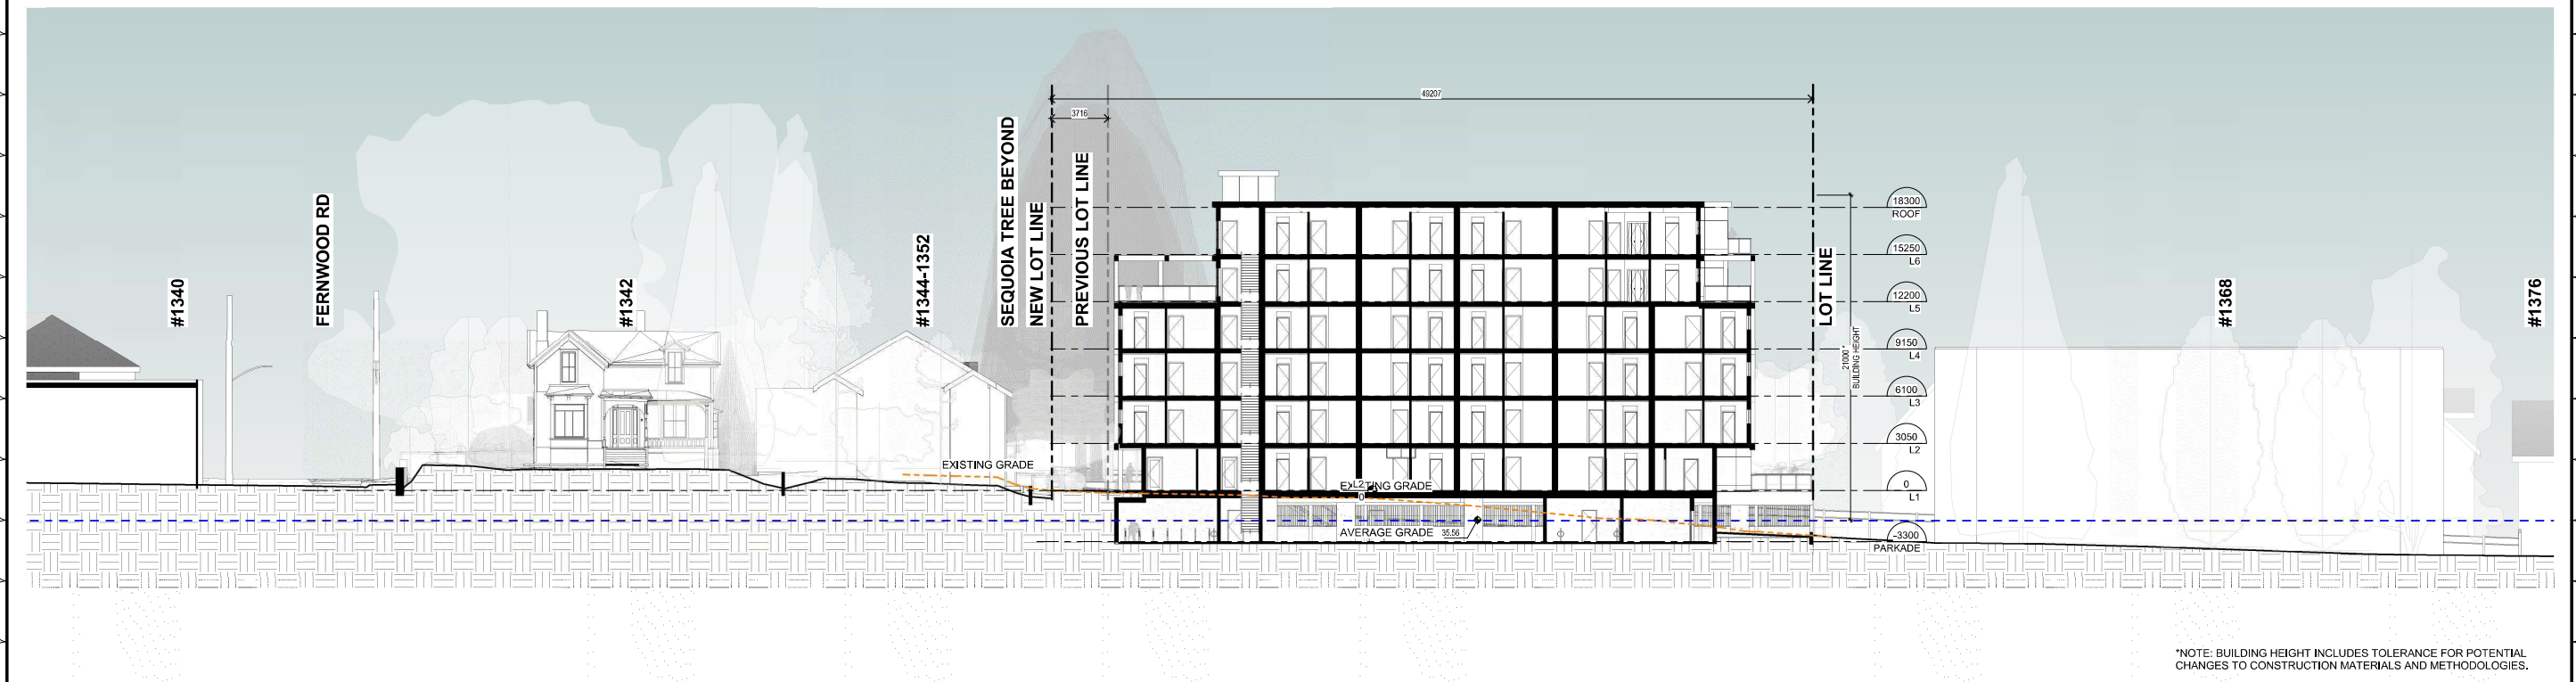 49207
3716
#1340
FERNWOOD RD
#1342
#1344-1352
SEQUOIA TREE BEYOND
NEW LOT LINE
PREVIOUS LOT LINE
LOT LINE
#1368
#1376
21000*
BUILDING HEIGHT
18300
ROOF
15250
L6
12200
L5
9150
L4
6100
L3
3050
L2
0
L1
-3300
PARKADE
EXISTING GRADE
EXISTING GRADE
L2
0
AVERAGE GRADE 35.56
*NOTE: BUILDING HEIGHT INCLUDES TOLERANCE FOR POTENTIAL
CHANGES TO CONSTRUCTION MATERIALS AND METHODOLOGIES.